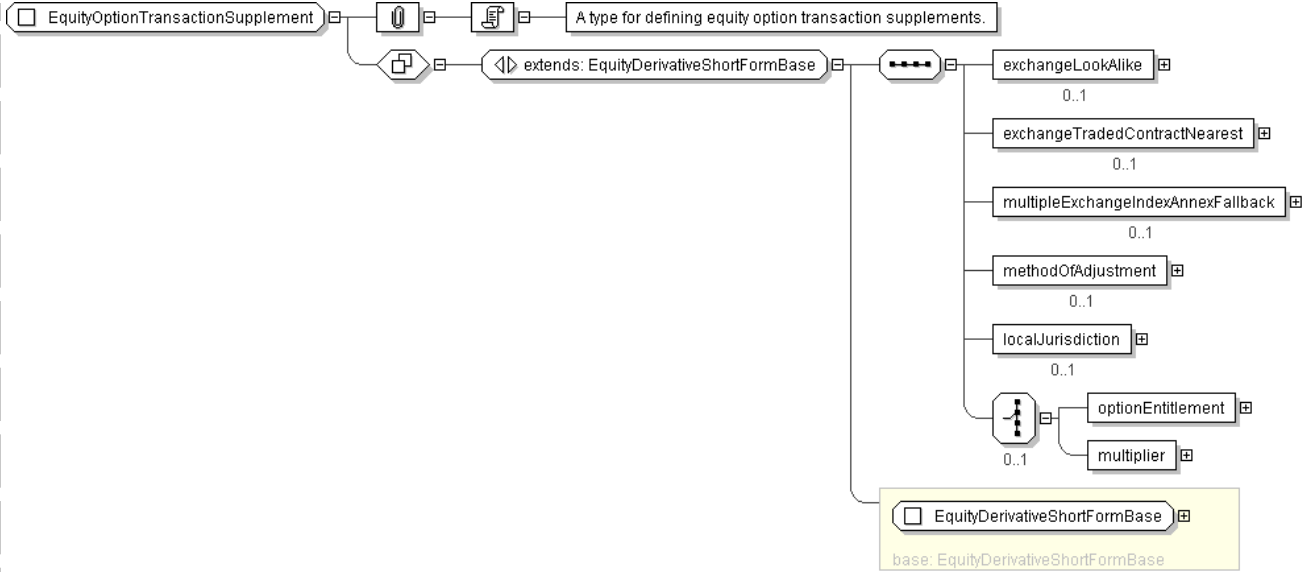 EquityOptionTransactionSupplement
A type for defining equity option transaction supplements.
extends: EquityDerivativeShortFormBase
exchangeLookAlike
0..1
exchangeTradedContractNearest
0..1
multipleExchangeIndexAnnexFallback
0..1
methodOfAdjustment
0..1
localJurisdiction
0..1
optionEntitlement
multiplier
0..1
EquityDerivativeShortFormBase
base: EquityDerivativeShortFormBase